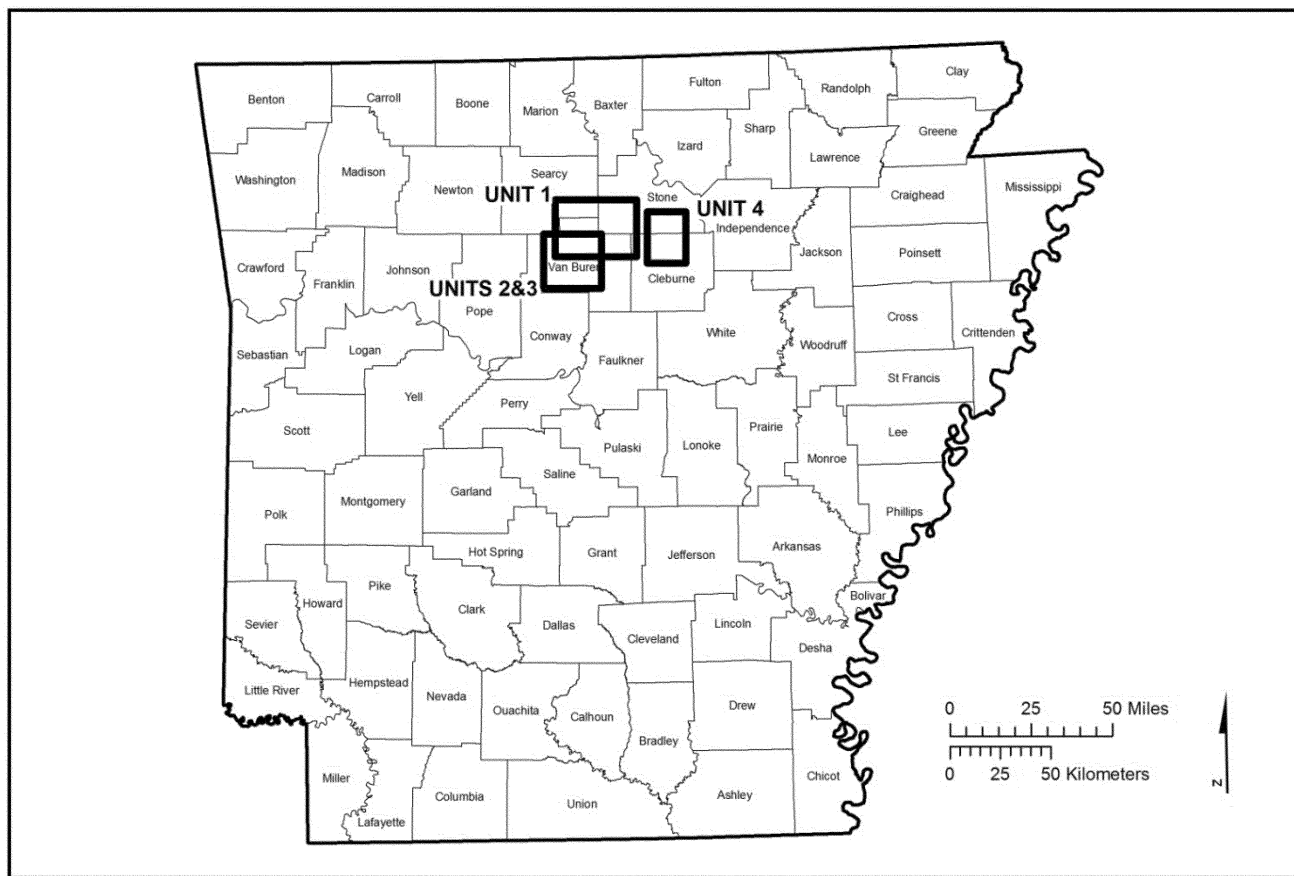 Benton
Carroll
Boone
Marion
Baxter
Fulton
Randolph
Clay
Sharp
Greene
Izard
Lawrence
Washington
Madison
Newton
Searcy
Stone
Craighead
Mississippi
UNIT 1
UNIT 4
Independence
Jackson
Poinsett
Crawford
Franklin
Johnson
Van Buren
Cleburne
UNITS 2&3
Pope
Conway
White
Woodruff
Cross
Crittenden
Sebastian
Logan
Faulkner
St Francis
Yell
Perry
Scott
Pulaski
Lonoke
Prairie
Lee
Monroe
Saline
Garland
Montgomery
Polk
Phillips
Hot Spring
Grant
Jefferson
Arkansas
Pike
Howard
Clark
Bolivar
Sevier
Dallas
Cleveland
Lincoln
Desha
Little River
Hempstead
Nevada
Ouachita
Calhoun
Drew
Bradley
Miller
Columbia
Union
Ashley
Chicot
Lafayette
0 25 50 Miles
0 25 50 Kilometers
N